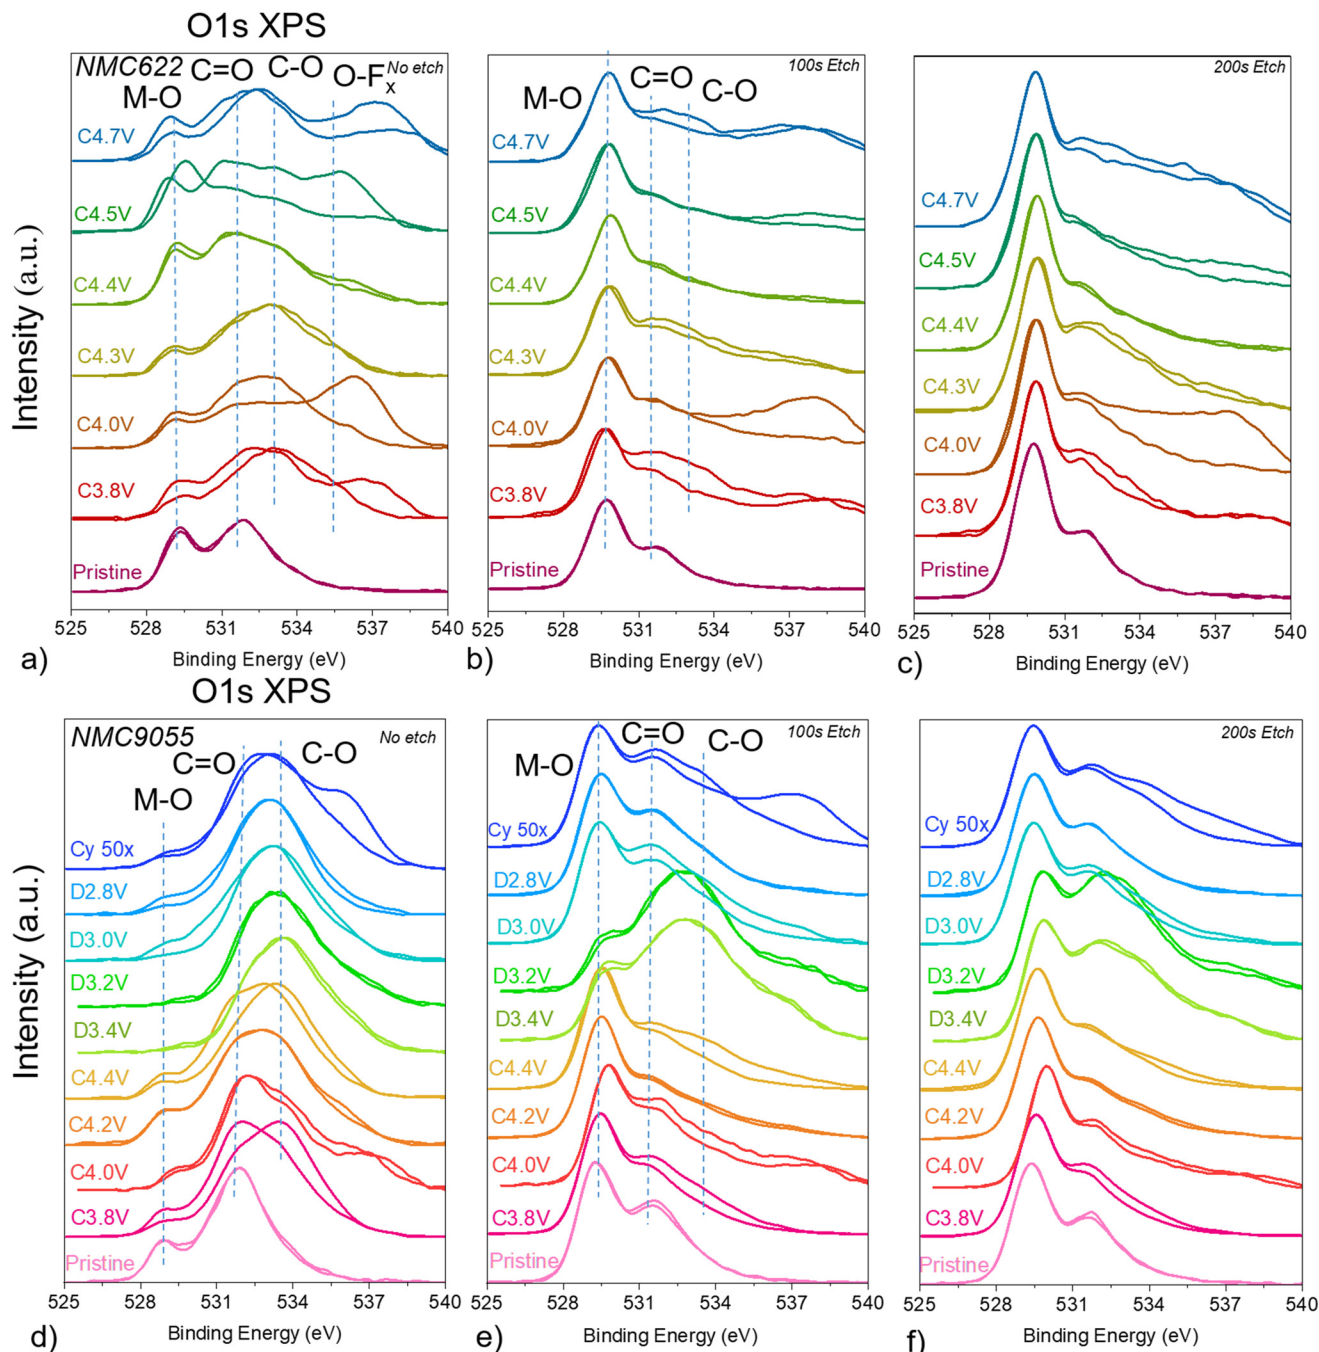 O1s XPS
NMC622
C=O
C-O
O-Fx
No etch
M-O
C4.7V
C4.5V
C4.4V
C4.3V
C4.0V
C3.8V
Pristine
525 528 531 534 537 540
a)
Binding Energy (eV)
Intensity (a.u.)
100s Etch
M-O
C=O
C-O
C4.7V
C4.5V
C4.4V
C4.3V
C4.0V
C3.8V
Pristine
525 528 531 534 537 540
b)
Binding Energy (eV)
200s Etch
C4.7V
C4.5V
C4.4V
C4.3V
C4.0V
C3.8V
Pristine
525 528 531 534 537 540
c)
Binding Energy (eV)
O1s XPS
NMC9055
No etch
C=O
C-O
M-O
Cy 50x
D2.8V
D3.0V
D3.2V
D3.4V
C4.4V
C4.2V
C4.0V
C3.8V
Pristine
525 528 531 534 537 540
d)
Binding Energy (eV)
Intensity (a.u.)
100s Etch
C=O
C-O
M-O
Cy 50x
D2.8V
D3.0V
D3.2V
D3.4V
C4.4V
C4.2V
C4.0V
C3.8V
Pristine
525 528 531 534 537 540
e)
Binding Energy (eV)
200s Etch
Cy 50x
D2.8V
D3.0V
D3.2V
D3.4V
C4.4V
C4.2V
C4.0V
C3.8V
Pristine
525 528 531 534 537 540
f)
Binding Energy (eV)